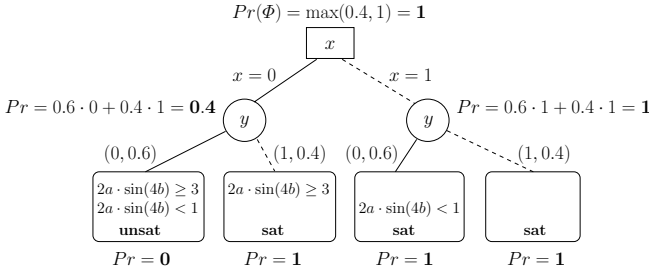 Pr(Φ) = max(0.4, 1) = 1
x
x = 0
x = 1
Pr = 0.6 · 0 + 0.4 · 1 = 0.4
y
y
Pr = 0.6 · 1 + 0.4 · 1 = 1
(0, 0.6)
(1, 0.4)
(0, 0.6)
(1, 0.4)
2a · sin(4b) ≥ 3
2a · sin(4b) < 1
unsat
2a · sin(4b) ≥ 3
sat
2a · sin(4b) < 1
sat
sat
Pr = 0
Pr = 1
Pr = 1
Pr = 1